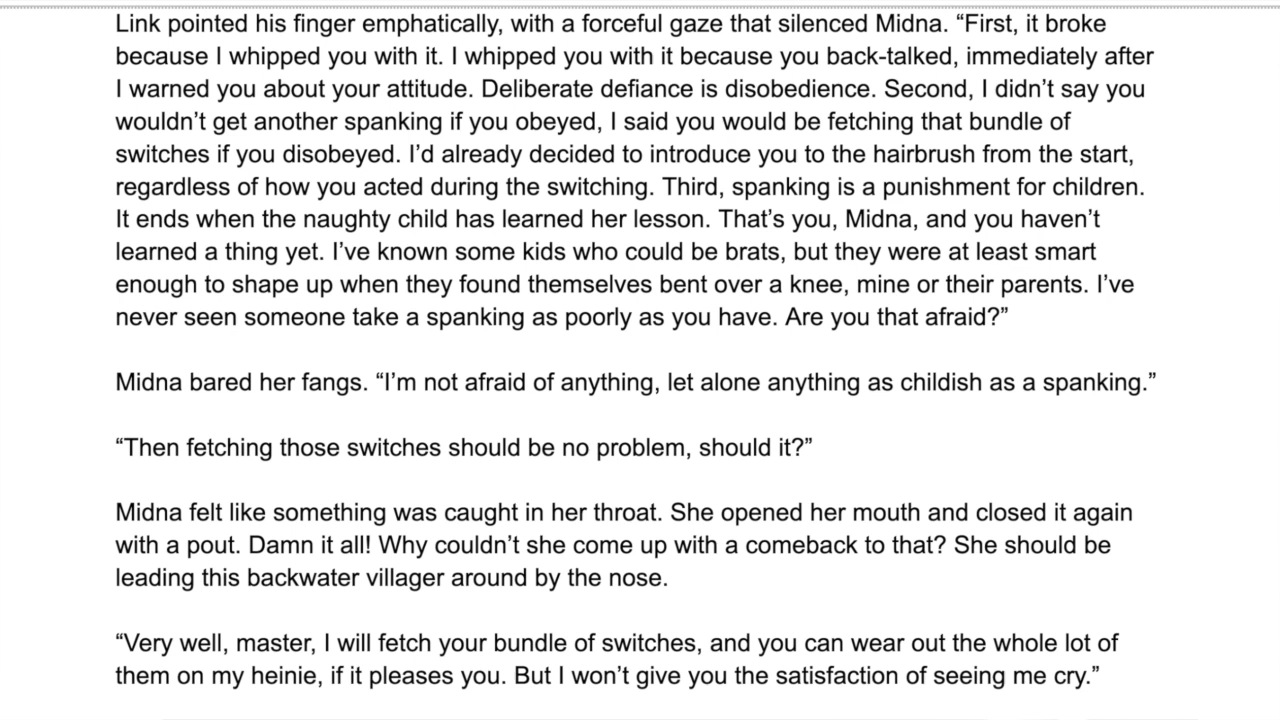 Link pointed his finger emphatically, with a forceful gaze that silenced Midna. “First, it broke
because I whipped you with it. I whipped you with it because you back-talked, immediately after
I warned you about your attitude. Deliberate defiance is disobedience. Second, I didn’t say you
wouldn’t get another spanking if you obeyed, I said you would be fetching that bundle of
switches if you disobeyed. I’d already decided to introduce you to the hairbrush from the start,
regardless of how you acted during the switching. Third, spanking is a punishment for children.
It ends when the naughty child has learned her lesson. That’s you, Midna, and you haven’t
learned a thing yet. I’ve known some kids who could be brats, but they were at least smart
enough to shape up when they found themselves bent over a knee, mine or their parents. I’ve
never seen someone take a spanking as poorly as you have. Are you that afraid?”
Midna bared her fangs. “I’m not afraid of anything, let alone anything as childish as a spanking.”
“Then fetching those switches should be no problem, should it?”
Midna felt like something was caught in her throat. She opened her mouth and closed it again
with a pout. Damn it all! Why couldn’t she come up with a comeback to that? She should be
leading this backwater villager around by the nose.
“Very well, master, I will fetch your bundle of switches, and you can wear out the whole lot of
them on my heinie, if it pleases you. But I won’t give you the satisfaction of seeing me cry.”